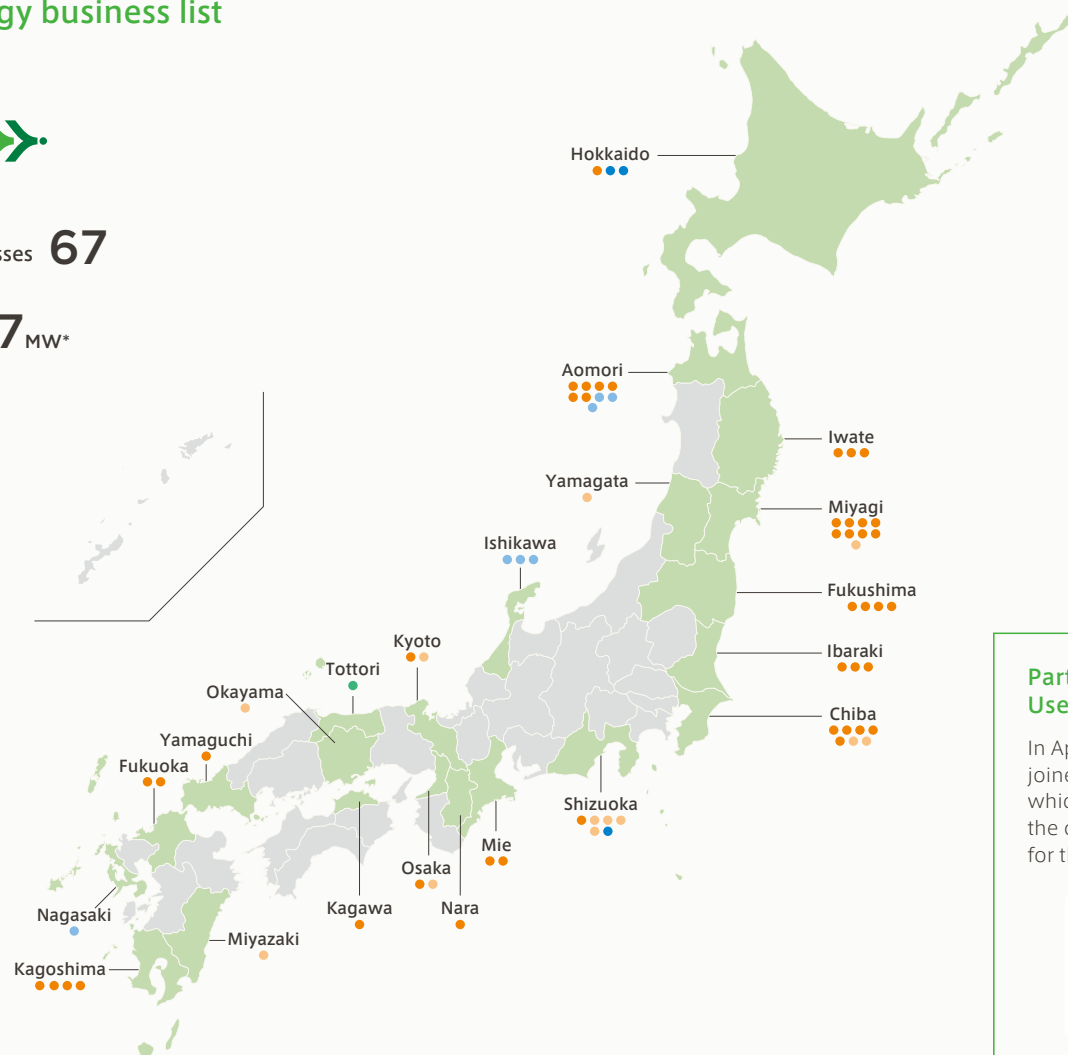 gy business list
sses 67
7 MW*
Hokkaido
Aomori
Iwate
Yamagata
Miyagi
Ishikawa
Fukushima
Kyoto
Ibaraki
Tottori
Okayama
Chiba
Yamaguchi
Fukuoka
Shizuoka
Mie
Osaka
Kagawa
Nara
Nagasaki
Miyazaki
Kagoshima
Part
Use
In Ap
joine
whic
the c
for th